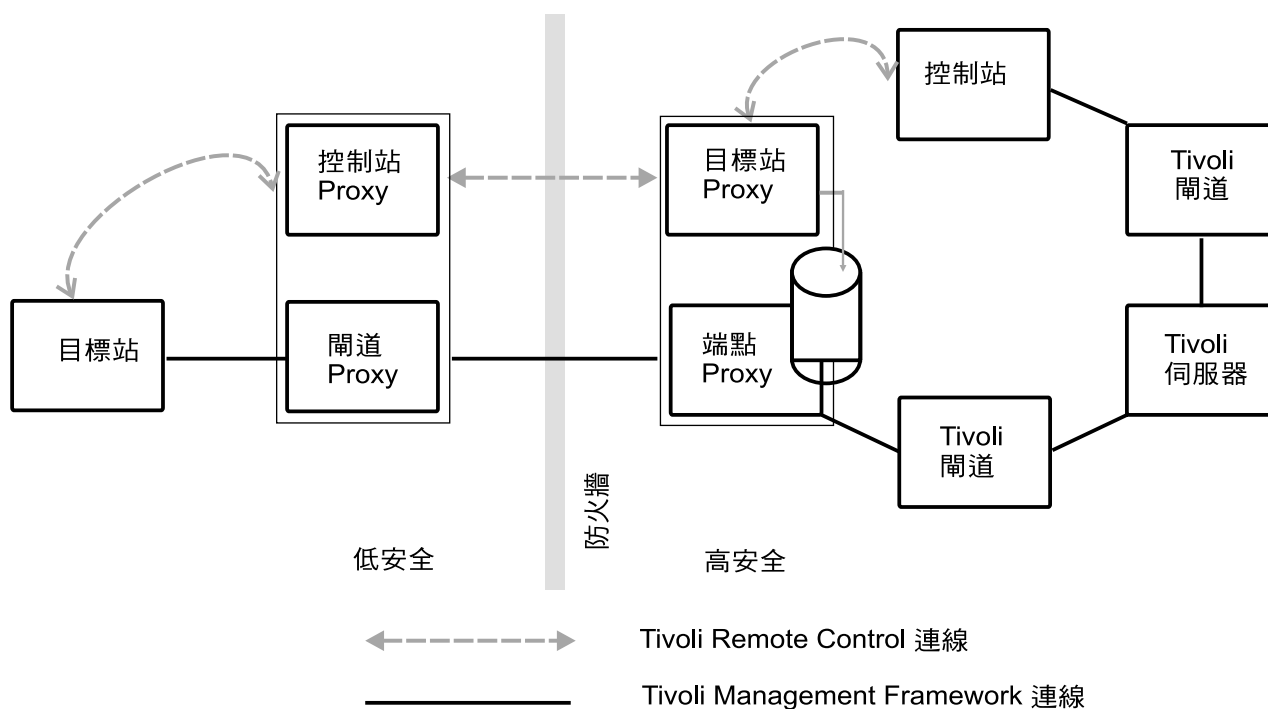 控制站
控制站
Proxy
目標站
Proxy
Tivoli
閘道
目標站
閘道
Proxy
端點
Proxy
Tivoli
伺服器
Tivoli
閘道
防火牆
低安全
高安全
Tivoli Remote Control 連線
Tivoli Management Framework 連線